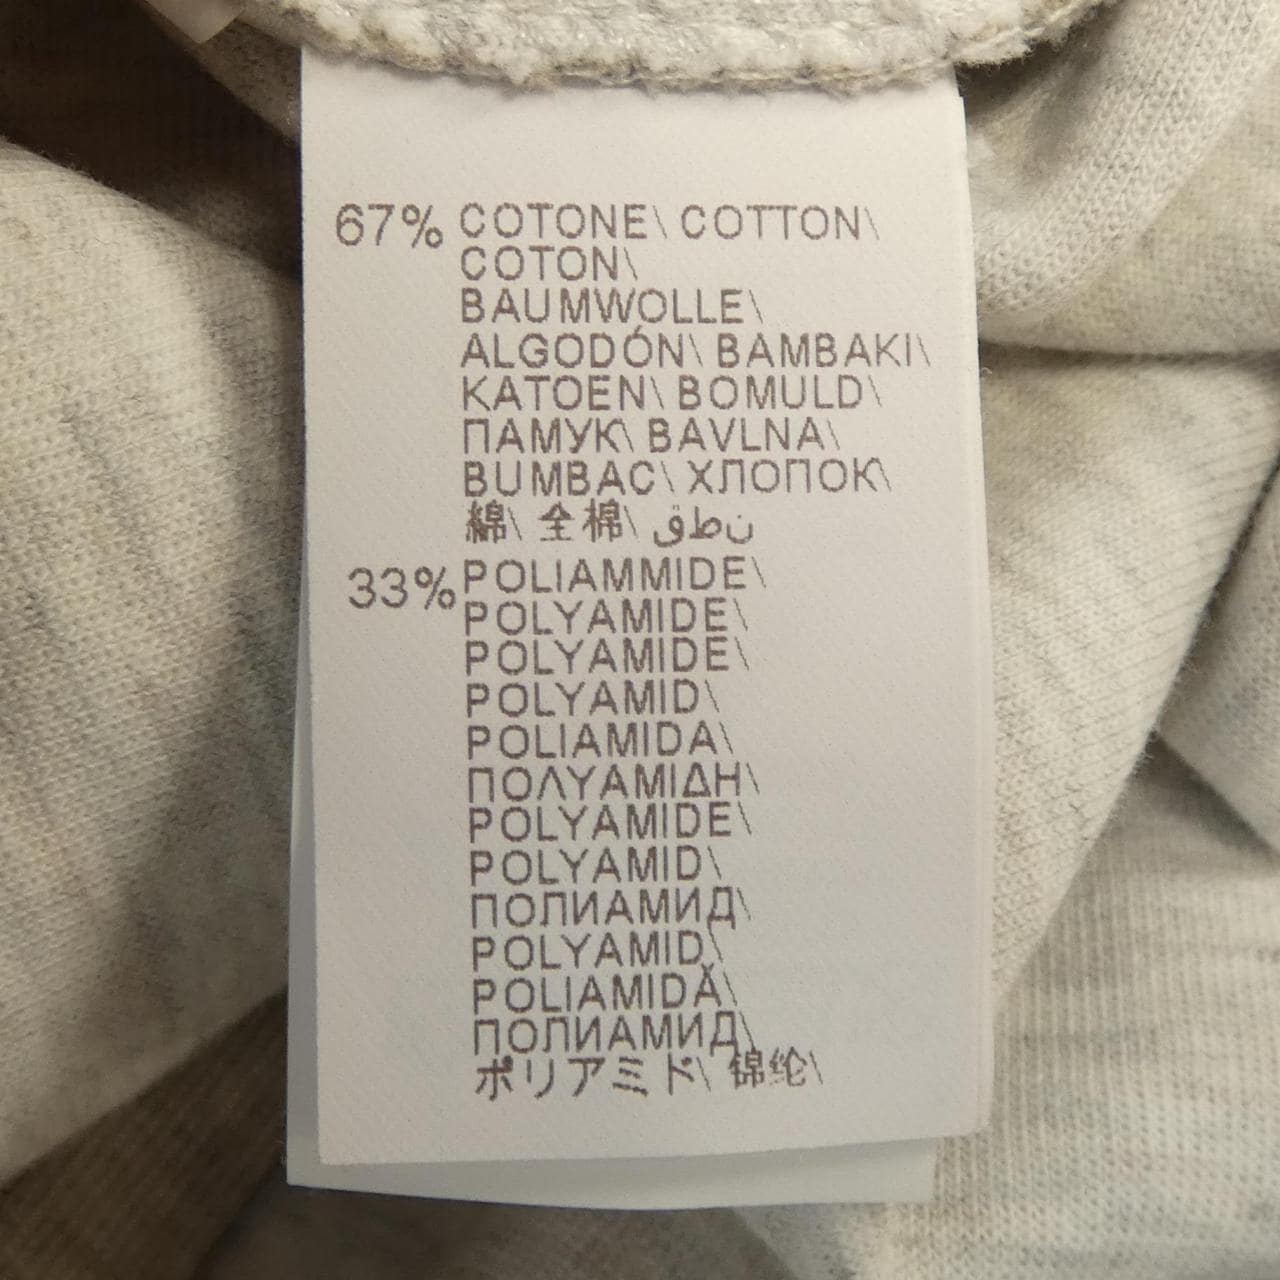 67% COTONE\ COTTON\
COTON\
BAUMWOLLE\
ALGODÓN\ BAMBAKI\
KATOEN\ BOMULD\
ПАМУК\ BAVLNA\
BUMBAC\ ХЛОПОК\
綿\ 全棉\ قطن
33% POLIAMMIDE\
POLYAMIDE\
POLYAMIDE\
POLYAMID\
POLIAMIDA\
ΠΟΛΥΑΜΙΔΗ\
POLYAMIDE\
POLYAMID\
ПОЛИАМИД\
POLYAMID\
POLIAMIDĂ\
ПОЛИАМИД\
ポリアミド\ 锦纶\